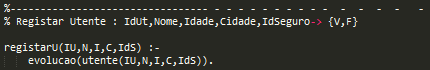 %--------------------------------- - - - - - - - - - - - - - - -
% Registar Utente : IdUt,Nome,Idade,Cidade,IdSeguro-> {V,F}
registarU(IU,N,I,C,IdS) :-
evolucao(utente(IU,N,I,C,IdS)).